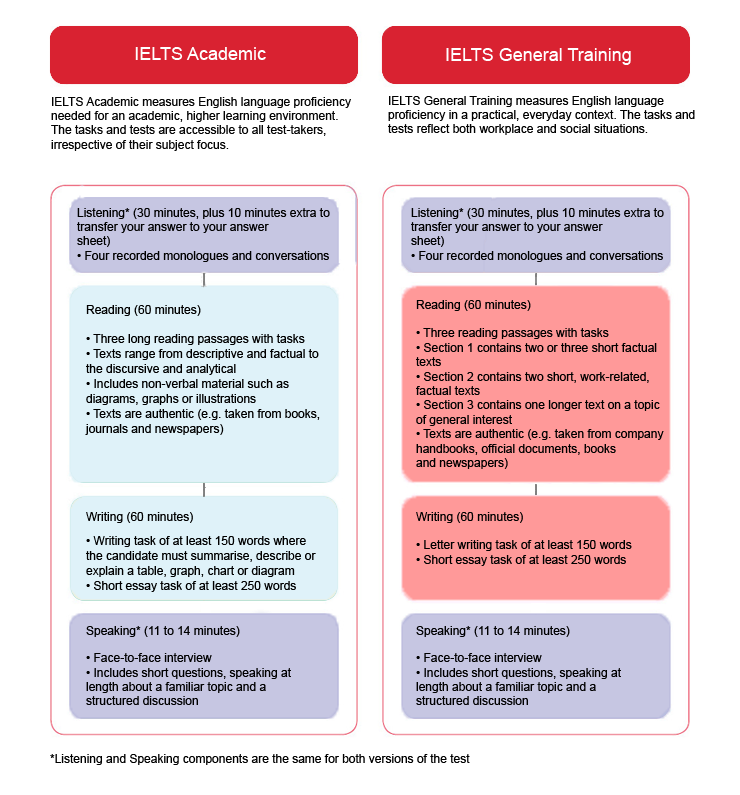 IELTS Academic
IELTS Academic measures English language proficiency
needed for an academic, higher learning environment.
The tasks and tests are accessible to all test-takers,
irrespective of their subject focus.
Listening* (30 minutes, plus 10 minutes extra to
transfer your answer to your answer
sheet)
• Four recorded monologues and conversations
Reading (60 minutes)
• Three long reading passages with tasks
• Texts range from descriptive and factual to
the discursive and analytical
• Includes non-verbal material such as
diagrams, graphs or illustrations
• Texts are authentic (e.g. taken from books,
journals and newspapers)
Writing (60 minutes)
• Writing task of at least 150 words where
the candidate must summarise, describe or
explain a table, graph, chart or diagram
• Short essay task of at least 250 words
Speaking* (11 to 14 minutes)
• Face-to-face interview
• Includes short questions, speaking at
length about a familiar topic and a
structured discussion
IELTS General Training
IELTS General Training measures English language
proficiency in a practical, everyday context. The tasks and
tests reflect both workplace and social situations.
Listening* (30 minutes, plus 10 minutes extra to
transfer your answer to your answer
sheet)
• Four recorded monologues and conversations
Reading (60 minutes)
• Three reading passages with tasks
• Section 1 contains two or three short factual
texts
• Section 2 contains two short, work-related,
factual texts
• Section 3 contains one longer text on a topic
of general interest
• Texts are authentic (e.g. taken from company
handbooks, official documents, books
and newspapers)
Writing (60 minutes)
• Letter writing task of at least 150 words
• Short essay task of at least 250 words
Speaking* (11 to 14 minutes)
• Face-to-face interview
• Includes short questions, speaking at
length about a familiar topic and a
structured discussion
*Listening and Speaking components are the same for both versions of the test